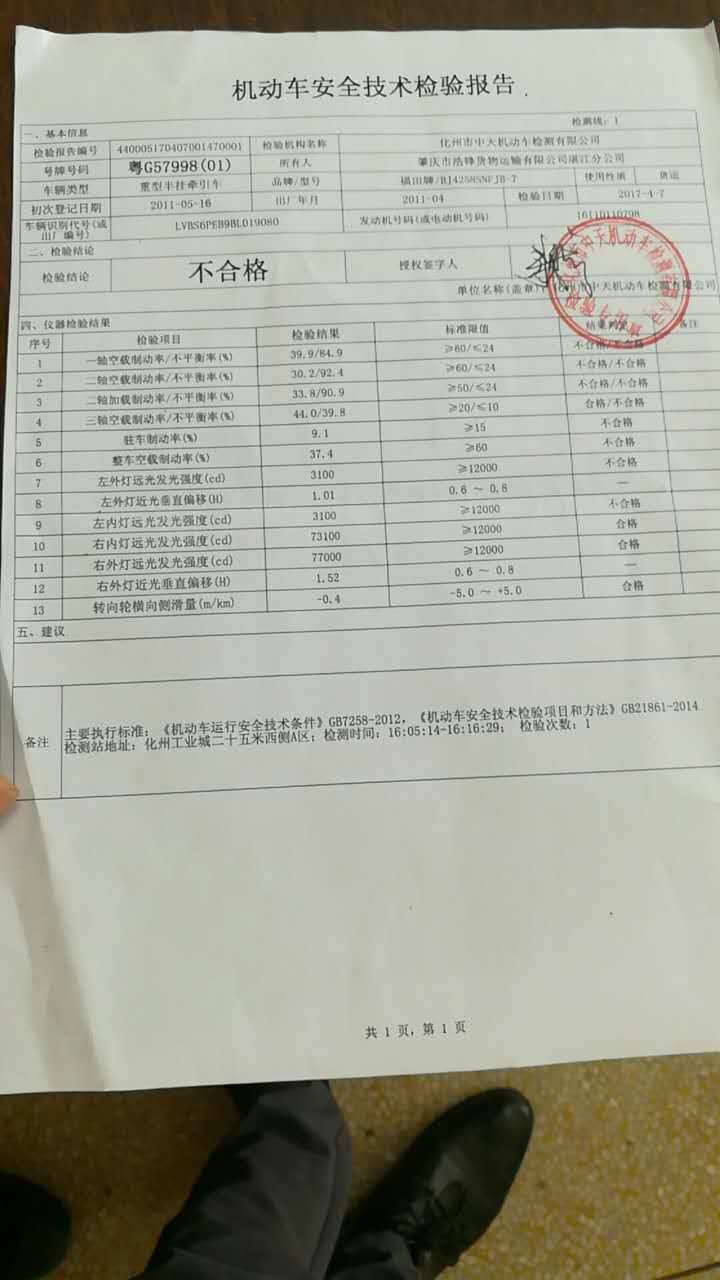 机动车安全技术检验报告
检测线：1
一、基本信息
检验报告编号 440005170407001470001 检验机构名称 化州市中天机动车检测有限公司
号牌号码 粤G57998(01) 所有人 肇庆市浩锋货物运输有限公司湛江分公司
车辆类型 重型半挂牵引车 品牌/型号 福田牌/BJ4258SNFJB-7 使用性质 货运
初次登记日期 2011-05-16 出厂年月 2011-04 检验日期 2017-4-7
车辆识别代号(或出厂编号) LVBS6PEB9BL019080 发动机号码(或电动机号码) 16110110798
二、检验结论
检验结论 不合格 授权签字人
单位名称(盖章) 化州市中天机动车检测有限公司
四、仪器检验结果
序号 检验项目 检验结果 标准限值 结果判定 备注
1 一轴空载制动率/不平衡率(%) 39.9/84.9 ≥60/≤24 不合格/不合格
2 二轴空载制动率/不平衡率(%) 30.2/92.4 ≥60/≤24 不合格/不合格
3 二轴加载制动率/不平衡率(%) 33.8/90.9 ≥50/≤24 不合格/不合格
4 三轴空载制动率/不平衡率(%) 44.0/39.8 ≥20/≤10 合格/不合格
5 驻车制动率(%) 9.1 ≥15 不合格
6 整车空载制动率(%) 37.4 ≥60 不合格
7 左外灯远光发光强度(cd) 3100 ≥12000 不合格
8 左外灯近光垂直偏移(H) 1.01 0.6 ～ 0.8 —
9 左内灯远光发光强度(cd) 3100 ≥12000 不合格
10 右内灯远光发光强度(cd) 73100 ≥12000 合格
11 右外灯远光发光强度(cd) 77000 ≥12000 合格
12 右外灯近光垂直偏移(H) 1.52 0.6 ～ 0.8 —
13 转向轮横向侧滑量(m/km) -0.4 -5.0 ～ +5.0 合格
五、建议
备注 主要执行标准：《机动车运行安全技术条件》GB7258-2012，《机动车安全技术检验项目和方法》GB21861-2014
检测站地址：化州工业城二十五米西侧A区；检测时间：16:05:14-16:16:29； 检验次数：1
共 1 页，第 1 页